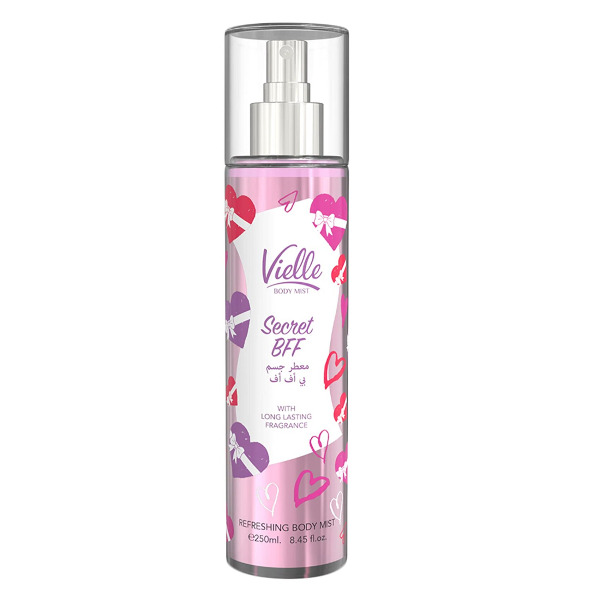 Vielle
BODY MIST
Secret
BFF
معطر جسم
بي أف أف
WITH
LONG LASTING
FRAGRANCE
REFRESHING BODY MIST
℮250ml. 8.45 fl.oz.